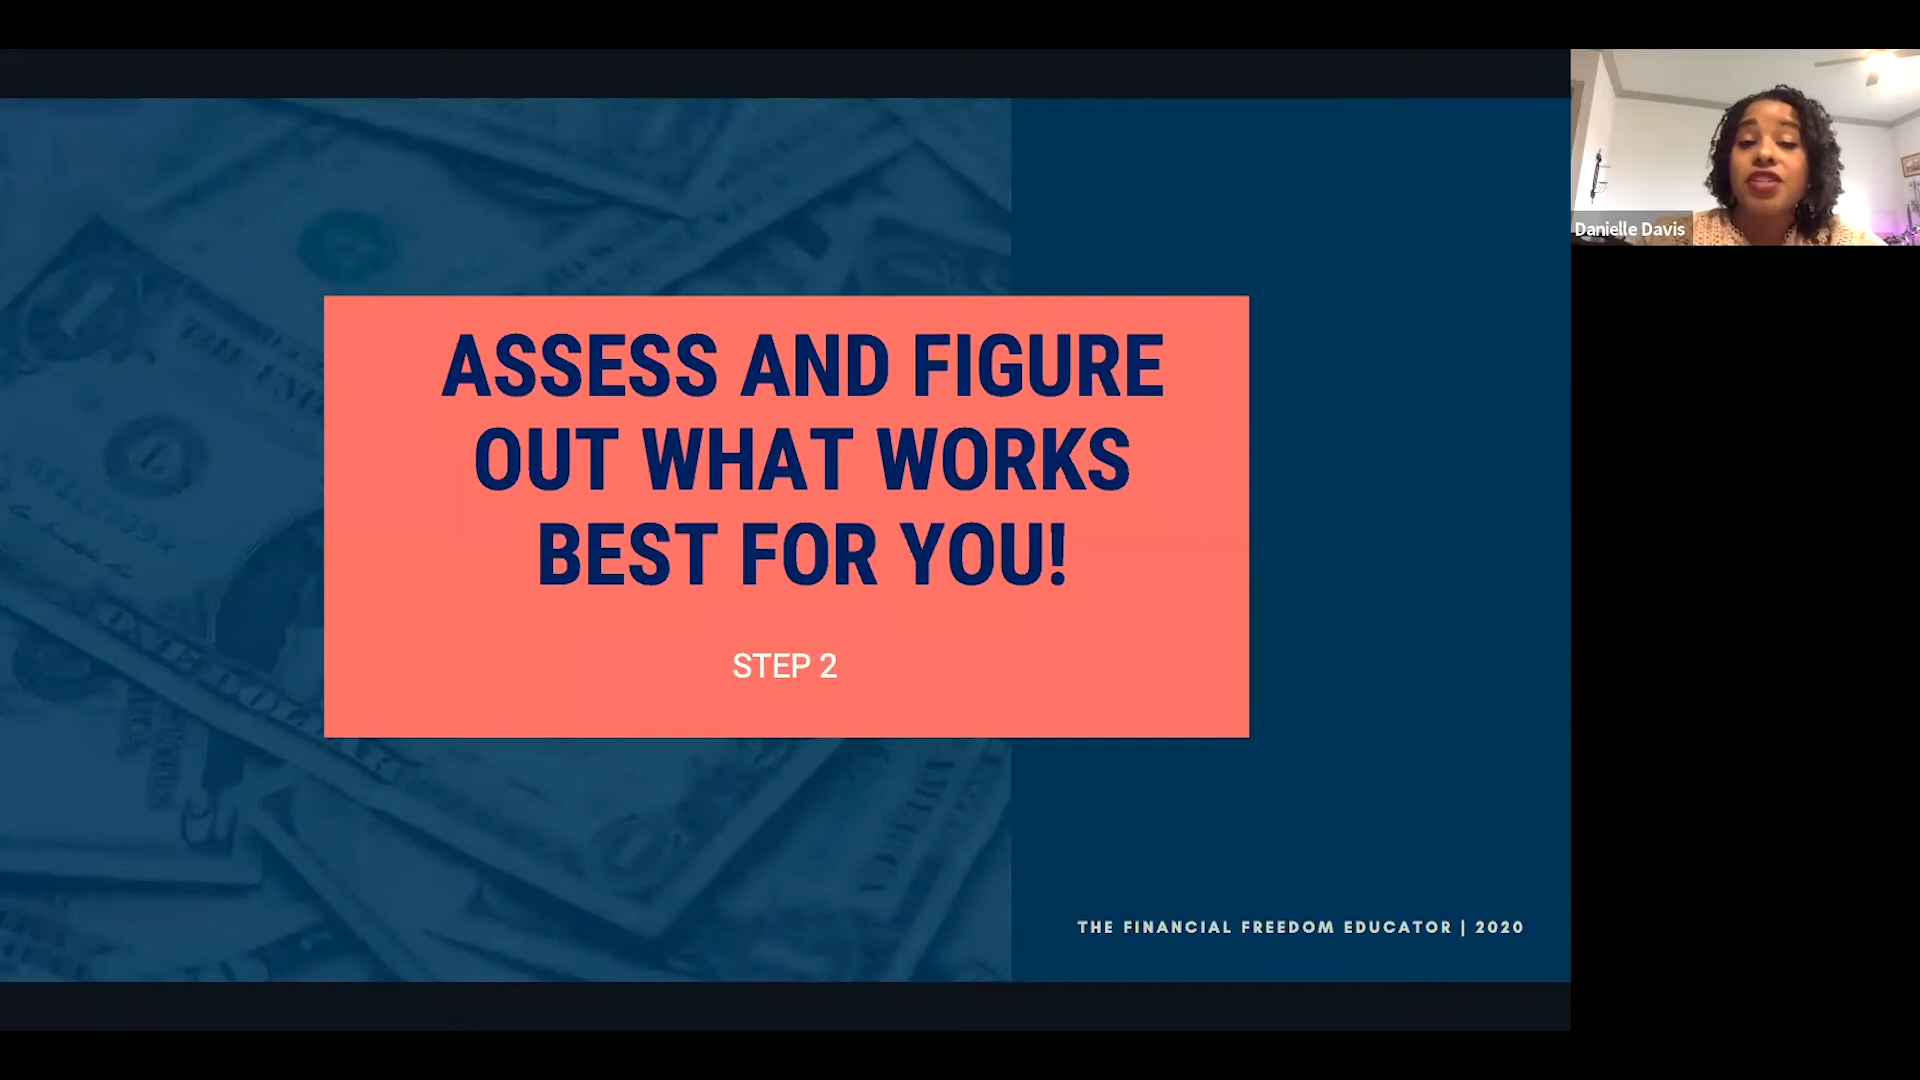 ASSESS AND FIGURE
OUT WHAT WORKS
BEST FOR YOU!
STEP 2
THE FINANCIAL FREEDOM EDUCATOR | 2020
Danielle Davis